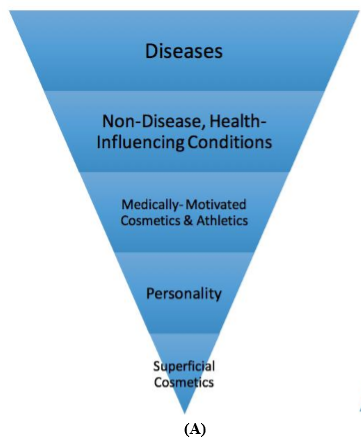 Diseases
Non-Disease, Health-
Influencing Conditions
Medically- Motivated
Cosmetics & Athletics
Personality
Superficial
Cosmetics
(A)